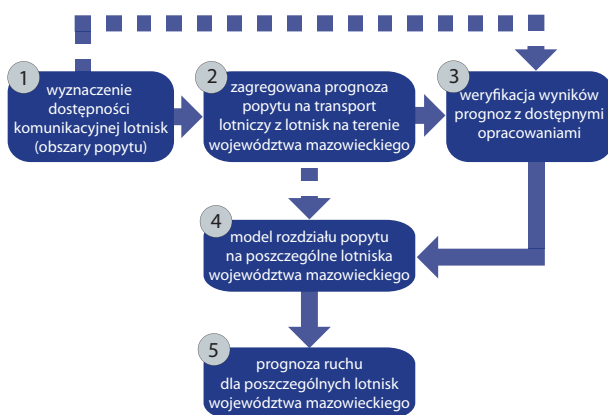 1
wyznaczenie
dostępności
komunikacyjnej lotnisk
(obszary popytu)
2
zagregowana prognoza
popytu na transport
lotniczy z lotnisk na terenie
województwa mazowieckiego
3
weryfikacja wyników
prognoz z dostępnymi
opracowaniami
4
model rozdziału popytu
na poszczególne lotniska
województwa mazowieckiego
5
prognoza ruchu
dla poszczególnych lotnisk
województwa mazowieckiego